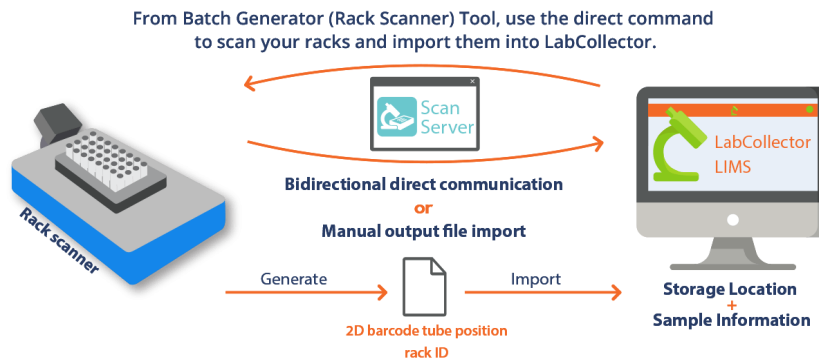 From Batch Generator (Rack Scanner) Tool, use the direct command
to scan your racks and import them into LabCollector.
Scan
Server
LabCollector
LIMS
Bidirectional direct communication
or
Manual output file import
Rack scanner
Generate
Import
2D barcode tube position
rack ID
Storage Location
+
Sample Information